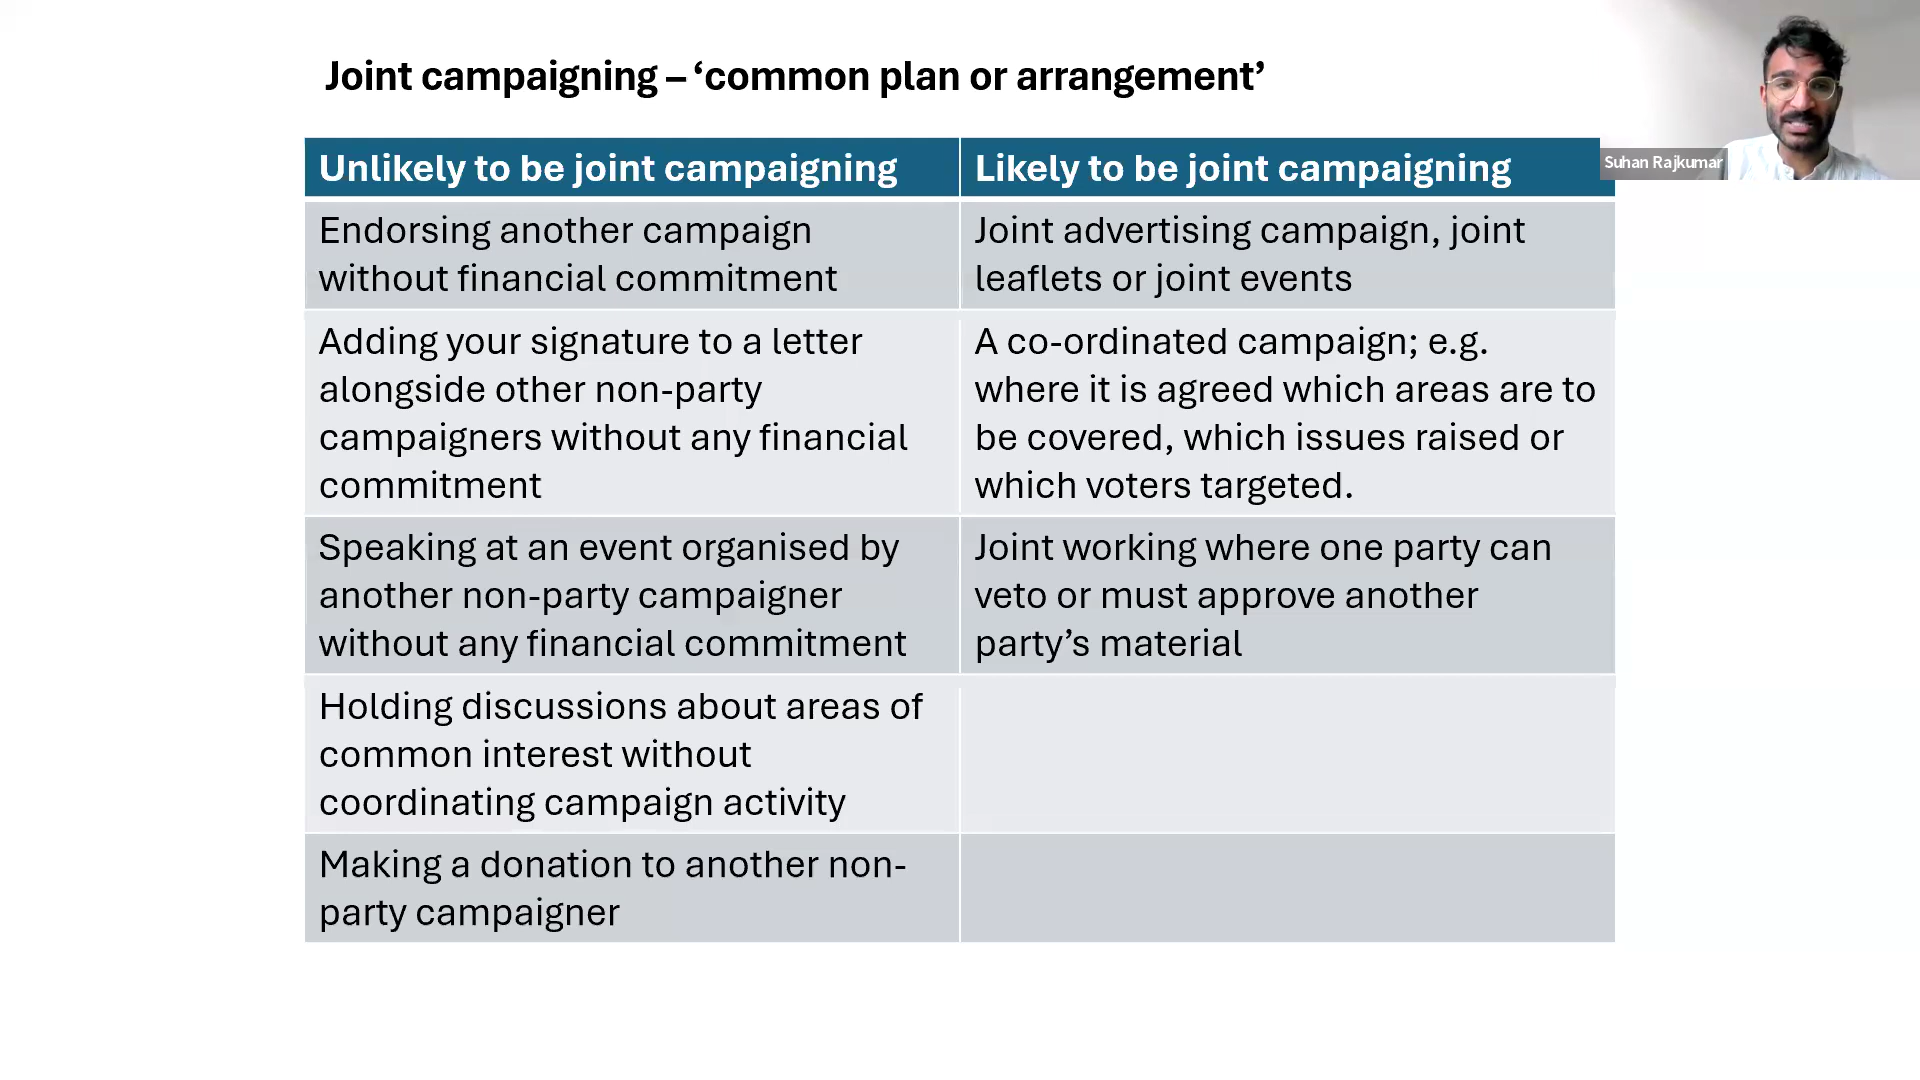 Joint campaigning – ‘common plan or arrangement’
Suhan Rajkumar
Unlikely to be joint campaigning
Likely to be joint campaigning
Endorsing another campaign
without financial commitment
Joint advertising campaign, joint
leaflets or joint events
Adding your signature to a letter
alongside other non-party
campaigners without any financial
commitment
A co-ordinated campaign; e.g.
where it is agreed which areas are to
be covered, which issues raised or
which voters targeted.
Speaking at an event organised by
another non-party campaigner
without any financial commitment
Joint working where one party can
veto or must approve another
party’s material
Holding discussions about areas of
common interest without
coordinating campaign activity
Making a donation to another non-
party campaigner